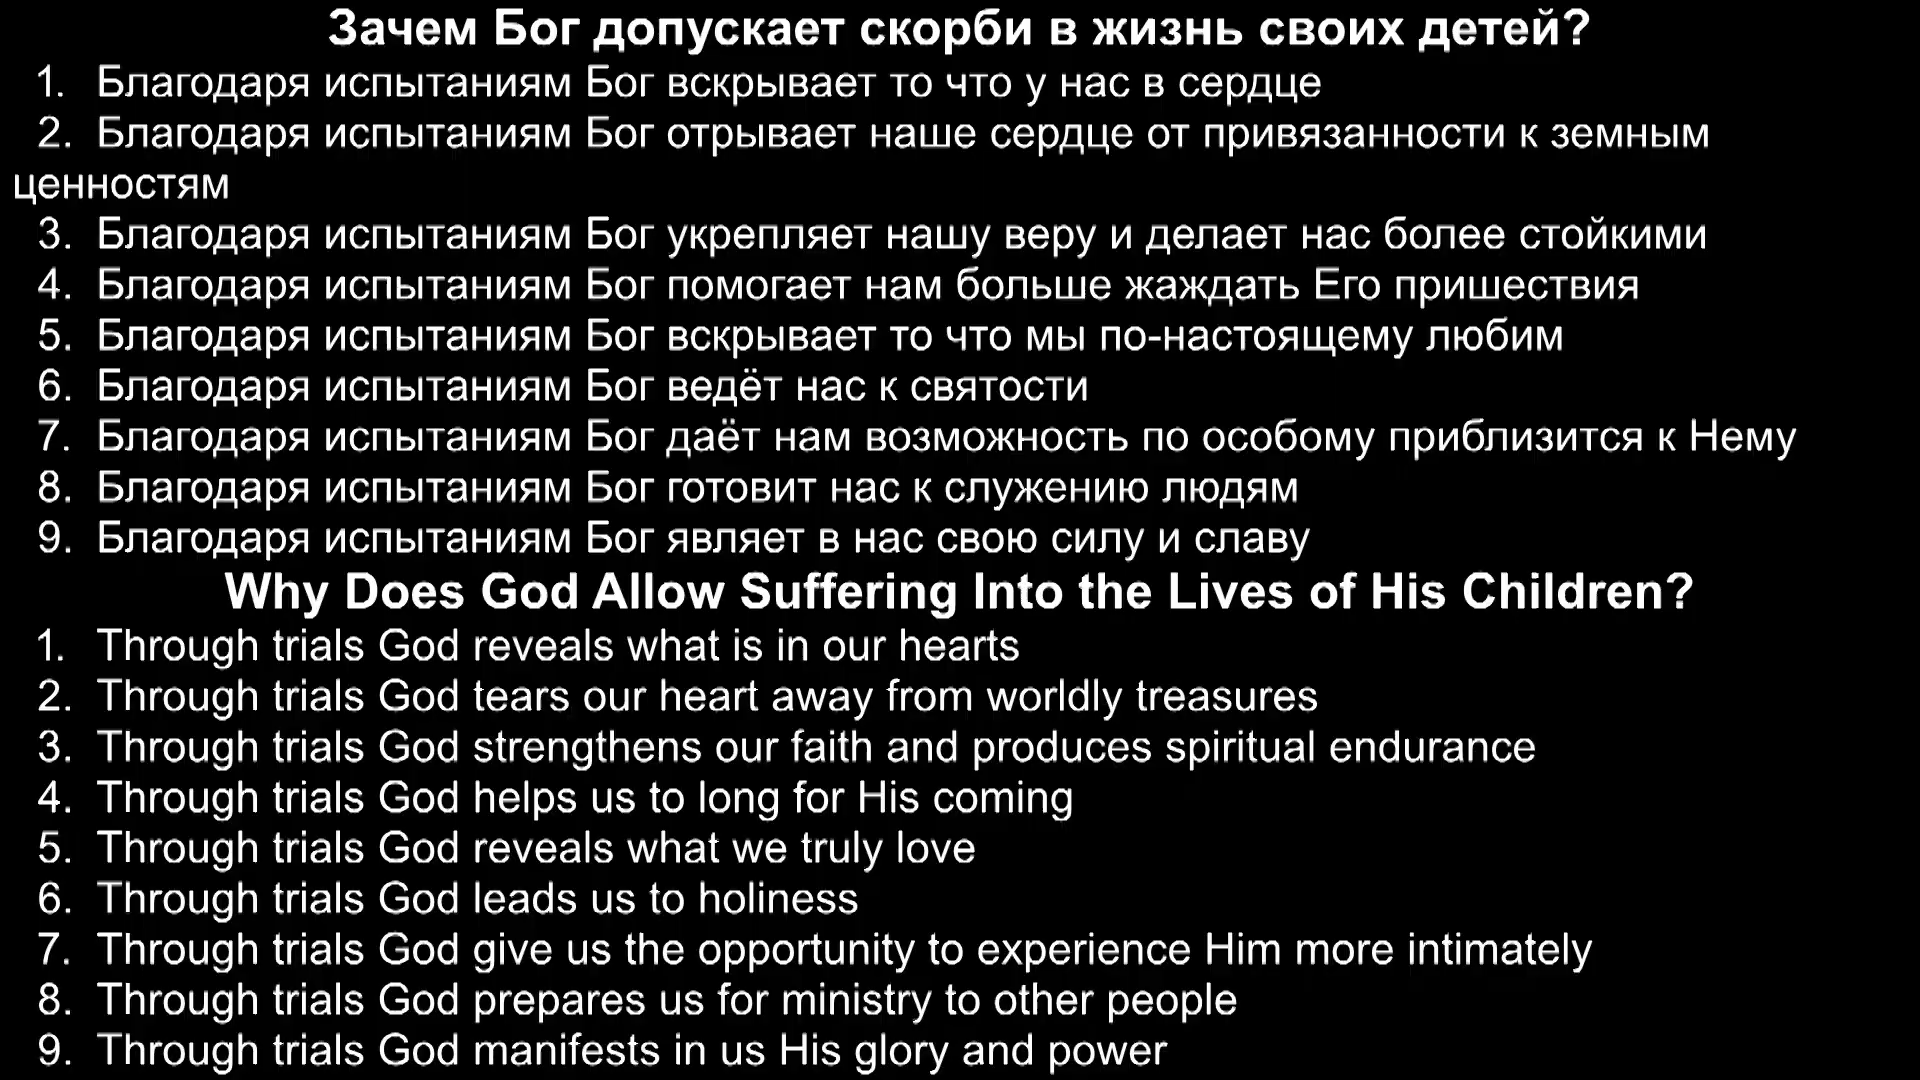 Зачем Бог допускает скорби в жизнь своих детей?
1. Благодаря испытаниям Бог вскрывает то что у нас в сердце
2. Благодаря испытаниям Бог отрывает наше сердце от привязанности к земным
ценностям
3. Благодаря испытаниям Бог укрепляет нашу веру и делает нас более стойкими
4. Благодаря испытаниям Бог помогает нам больше жаждать Его пришествия
5. Благодаря испытаниям Бог вскрывает то что мы по-настоящему любим
6. Благодаря испытаниям Бог ведёт нас к святости
7. Благодаря испытаниям Бог даёт нам возможность по особому приблизится к Нему
8. Благодаря испытаниям Бог готовит нас к служению людям
9. Благодаря испытаниям Бог являет в нас свою силу и славу
Why Does God Allow Suffering Into the Lives of His Children?
1. Through trials God reveals what is in our hearts
2. Through trials God tears our heart away from worldly treasures
3. Through trials God strengthens our faith and produces spiritual endurance
4. Through trials God helps us to long for His coming
5. Through trials God reveals what we truly love
6. Through trials God leads us to holiness
7. Through trials God give us the opportunity to experience Him more intimately
8. Through trials God prepares us for ministry to other people
9. Through trials God manifests in us His glory and power